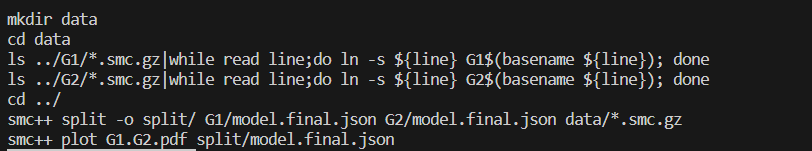 mkdir data
cd data
ls ../G1/*.smc.gz|while read line;do ln -s ${line} G1$(basename ${line}); done
ls ../G2/*.smc.gz|while read line;do ln -s ${line} G2$(basename ${line}); done
cd ../
smc++ split -o split/ G1/model.final.json G2/model.final.json data/*.smc.gz
smc++ plot G1.G2.pdf split/model.final.json